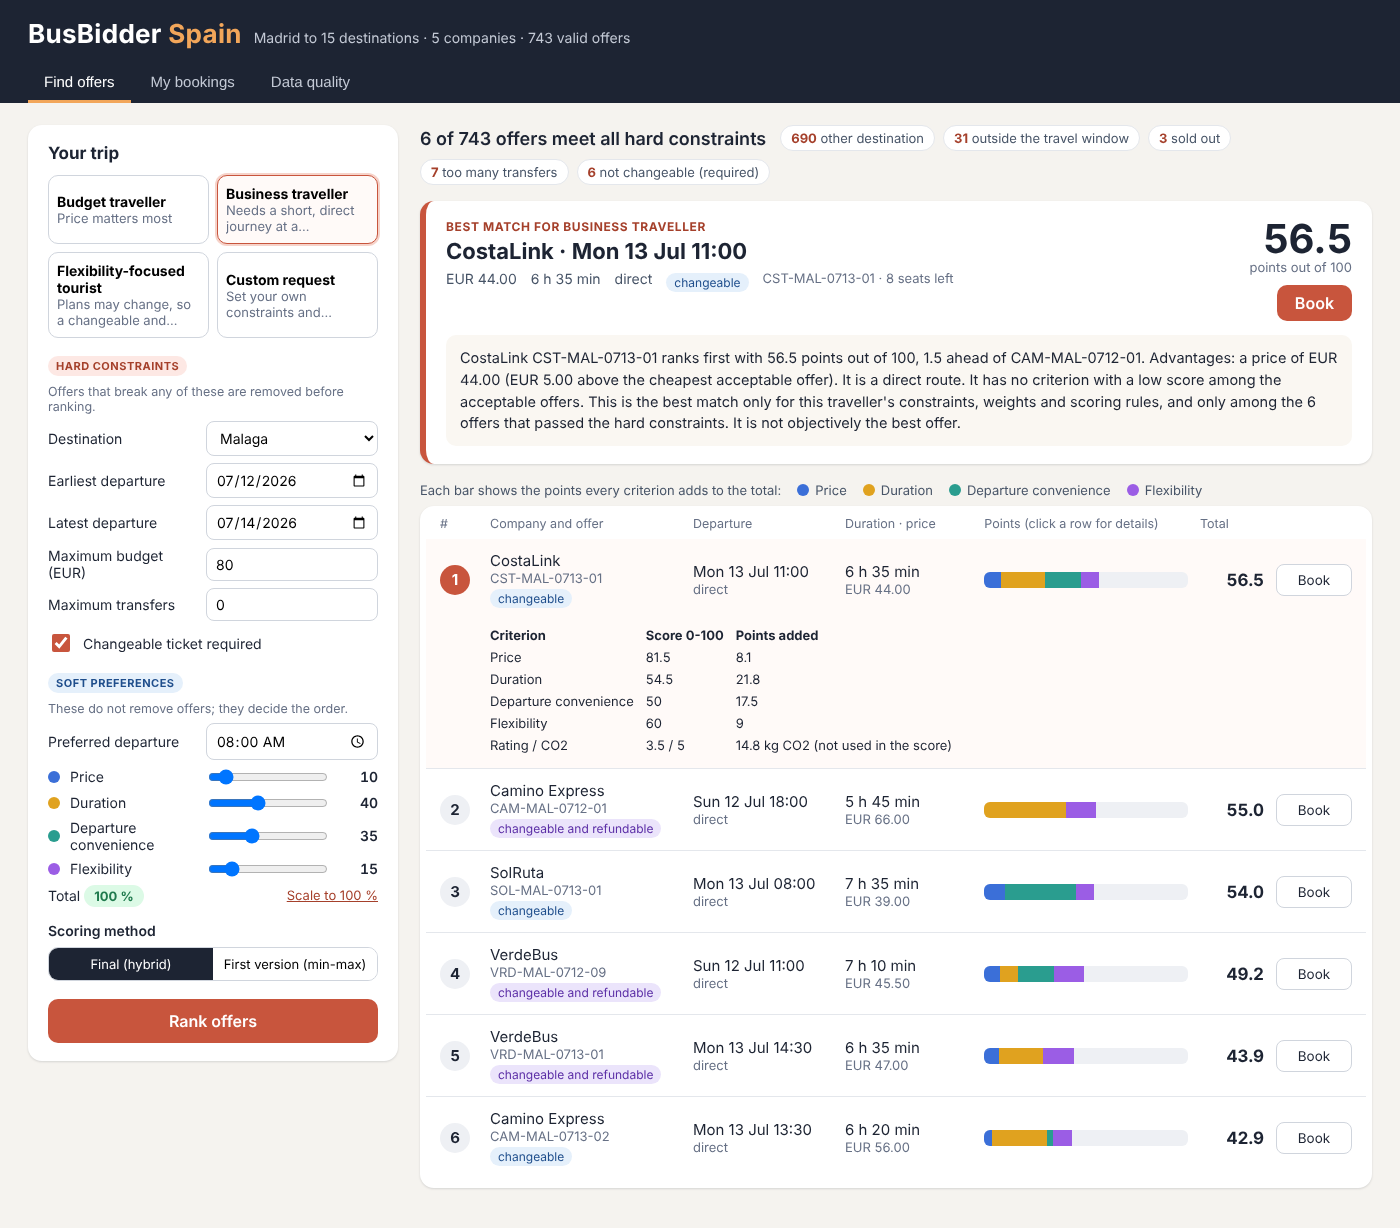 BusBidder Spain Madrid to 15 destinations · 5 companies · 743 valid offers
Find offers My bookings Data quality
Your trip
Budget traveller
Price matters most
Business traveller
Needs a short, direct
journey at a...
Flexibility-focused
tourist
Plans may change, so
a changeable and...
Custom request
Set your own
constraints and...
HARD CONSTRAINTS
Offers that break any of these are removed before
ranking.
Destination Malaga
Earliest departure 07/12/2026
Latest departure 07/14/2026
Maximum budget
(EUR) 80
Maximum transfers 0
Changeable ticket required
SOFT PREFERENCES
These do not remove offers; they decide the order.
Preferred departure 08:00 AM
Price 10
Duration 40
Departure
convenience 35
Flexibility 15
Total 100 % Scale to 100 %
Scoring method
Final (hybrid) First version (min-max)
Rank offers
6 of 743 offers meet all hard constraints 690 other destination 31 outside the travel window 3 sold out
7 too many transfers 6 not changeable (required)
BEST MATCH FOR BUSINESS TRAVELLER
CostaLink · Mon 13 Jul 11:00
EUR 44.00 6 h 35 min direct changeable CST-MAL-0713-01 · 8 seats left
56.5
points out of 100
Book
CostaLink CST-MAL-0713-01 ranks first with 56.5 points out of 100, 1.5 ahead of CAM-MAL-0712-01. Advantages: a price of EUR
44.00 (EUR 5.00 above the cheapest acceptable offer). It is a direct route. It has no criterion with a low score among the
acceptable offers. This is the best match only for this traveller's constraints, weights and scoring rules, and only among the 6
offers that passed the hard constraints. It is not objectively the best offer.
Each bar shows the points every criterion adds to the total: Price Duration Departure convenience Flexibility
# Company and offer Departure Duration · price Points (click a row for details) Total
1 CostaLink
CST-MAL-0713-01
changeable
Mon 13 Jul 11:00
direct
6 h 35 min
EUR 44.00
56.5 Book
Criterion Score 0-100 Points added
Price 81.5 8.1
Duration 54.5 21.8
Departure convenience 50 17.5
Flexibility 60 9
Rating / CO2 3.5 / 5 14.8 kg CO2 (not used in the score)
2 Camino Express
CAM-MAL-0712-01
changeable and refundable
Sun 12 Jul 18:00
direct
5 h 45 min
EUR 66.00
55.0 Book
3 SolRuta
SOL-MAL-0713-01
changeable
Mon 13 Jul 08:00
direct
7 h 35 min
EUR 39.00
54.0 Book
4 VerdeBus
VRD-MAL-0712-09
changeable and refundable
Sun 12 Jul 11:00
direct
7 h 10 min
EUR 45.50
49.2 Book
5 VerdeBus
VRD-MAL-0713-01
changeable and refundable
Mon 13 Jul 14:30
direct
6 h 35 min
EUR 47.00
43.9 Book
6 Camino Express
CAM-MAL-0713-02
changeable
Mon 13 Jul 13:30
direct
6 h 20 min
EUR 56.00
42.9 Book